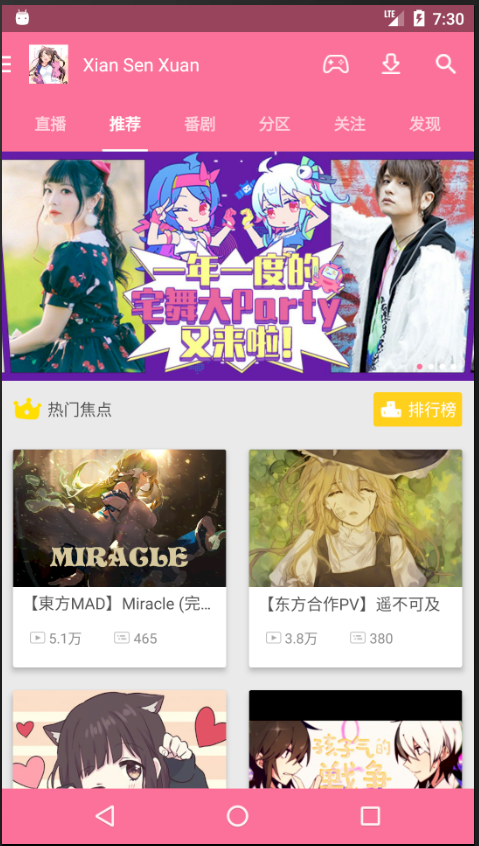 LTE 7:30
Xian Sen Xuan
直播 推荐 番剧 分区 关注 发现
一年一度的
宅舞大Party
又来啦!
热门焦点 排行榜
MIRACLE
【東方MAD】Miracle (完...
【东方合作PV】遥不可及
5.1万 465
3.8万 380
孩子气的
戦争